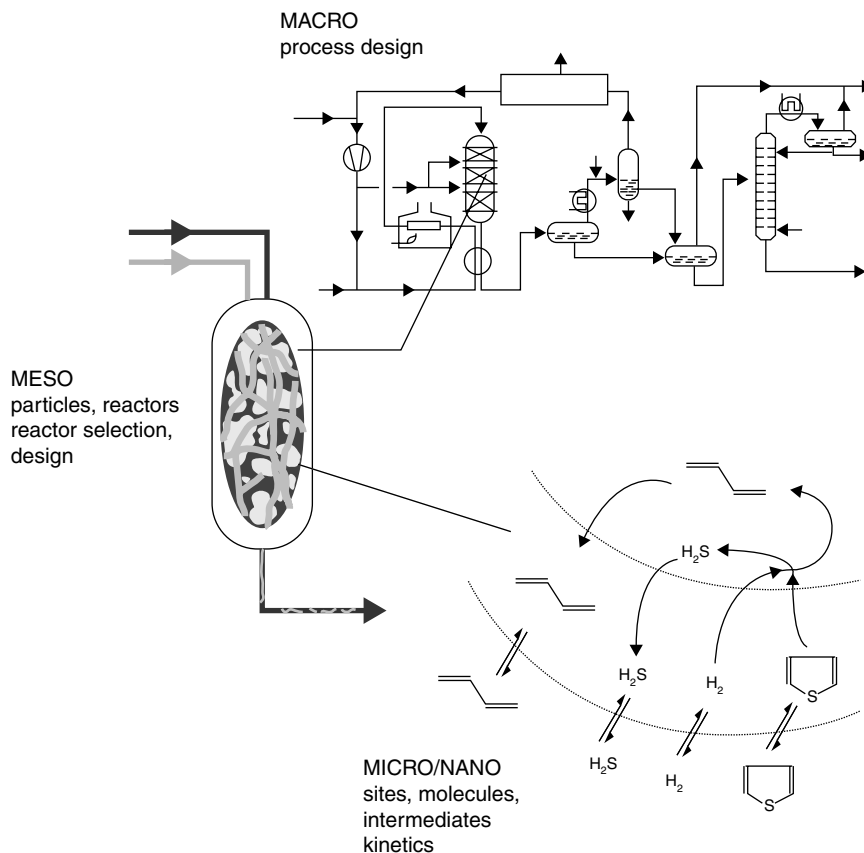 MACRO
process design
MESO
particles, reactors
reactor selection,
design
H₂S
H₂S
H₂
S
H₂S
H₂
S
MICRO/NANO
sites, molecules,
intermediates
kinetics